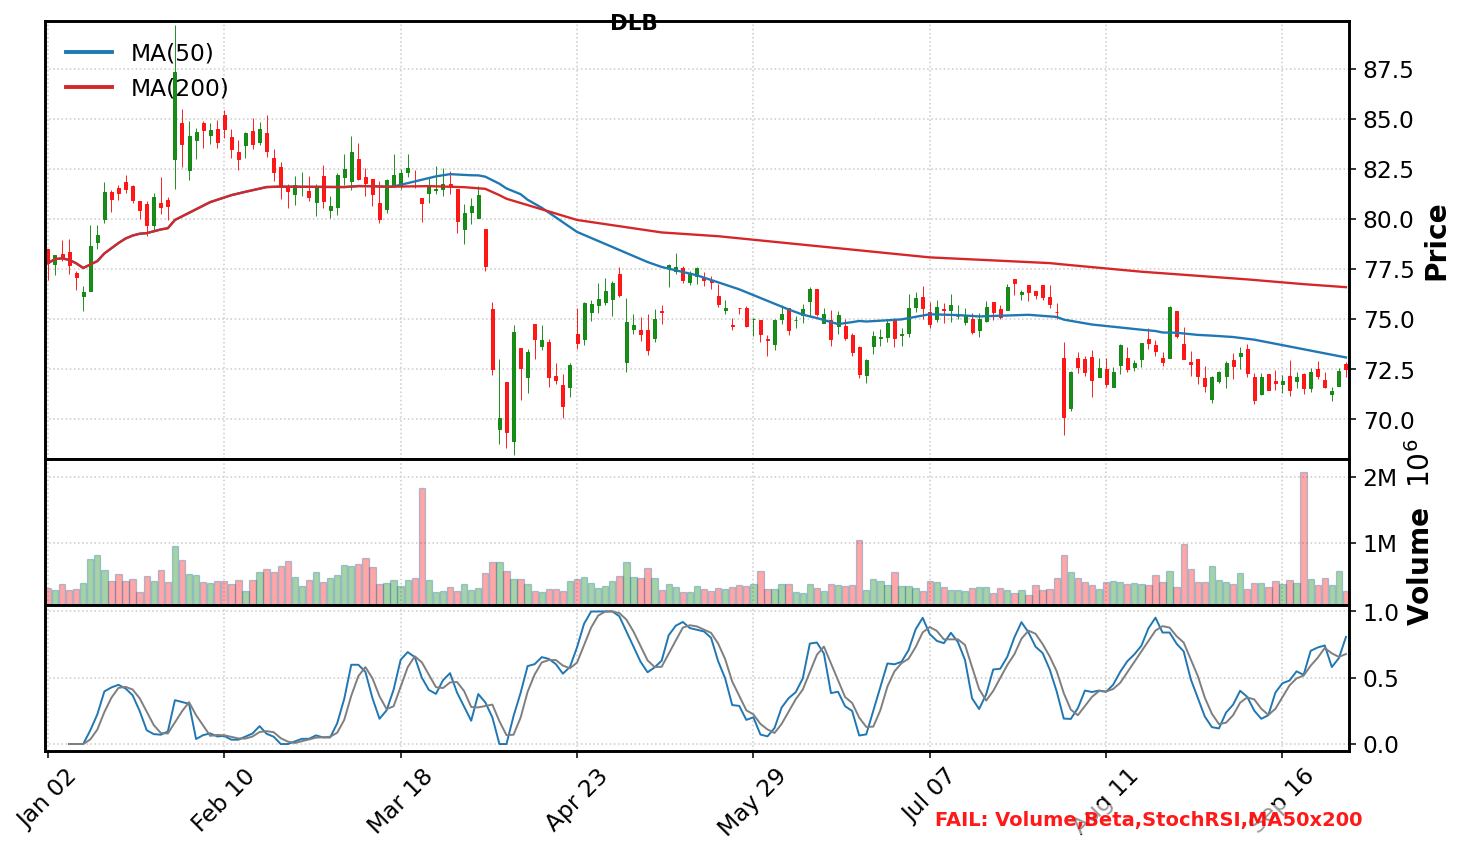 DLB
MA(50)
MA(200)
87.5
85.0
82.5
80.0
77.5
75.0
72.5
70.0
Price
2M
1M
Volume 10⁶
1.0
0.5
0.0
Jan 02
Feb 10
Mar 18
Apr 23
May 29
Jul 07
Aug 11
Sep 16
FAIL: Volume,Beta,StochRSI,MA50x200